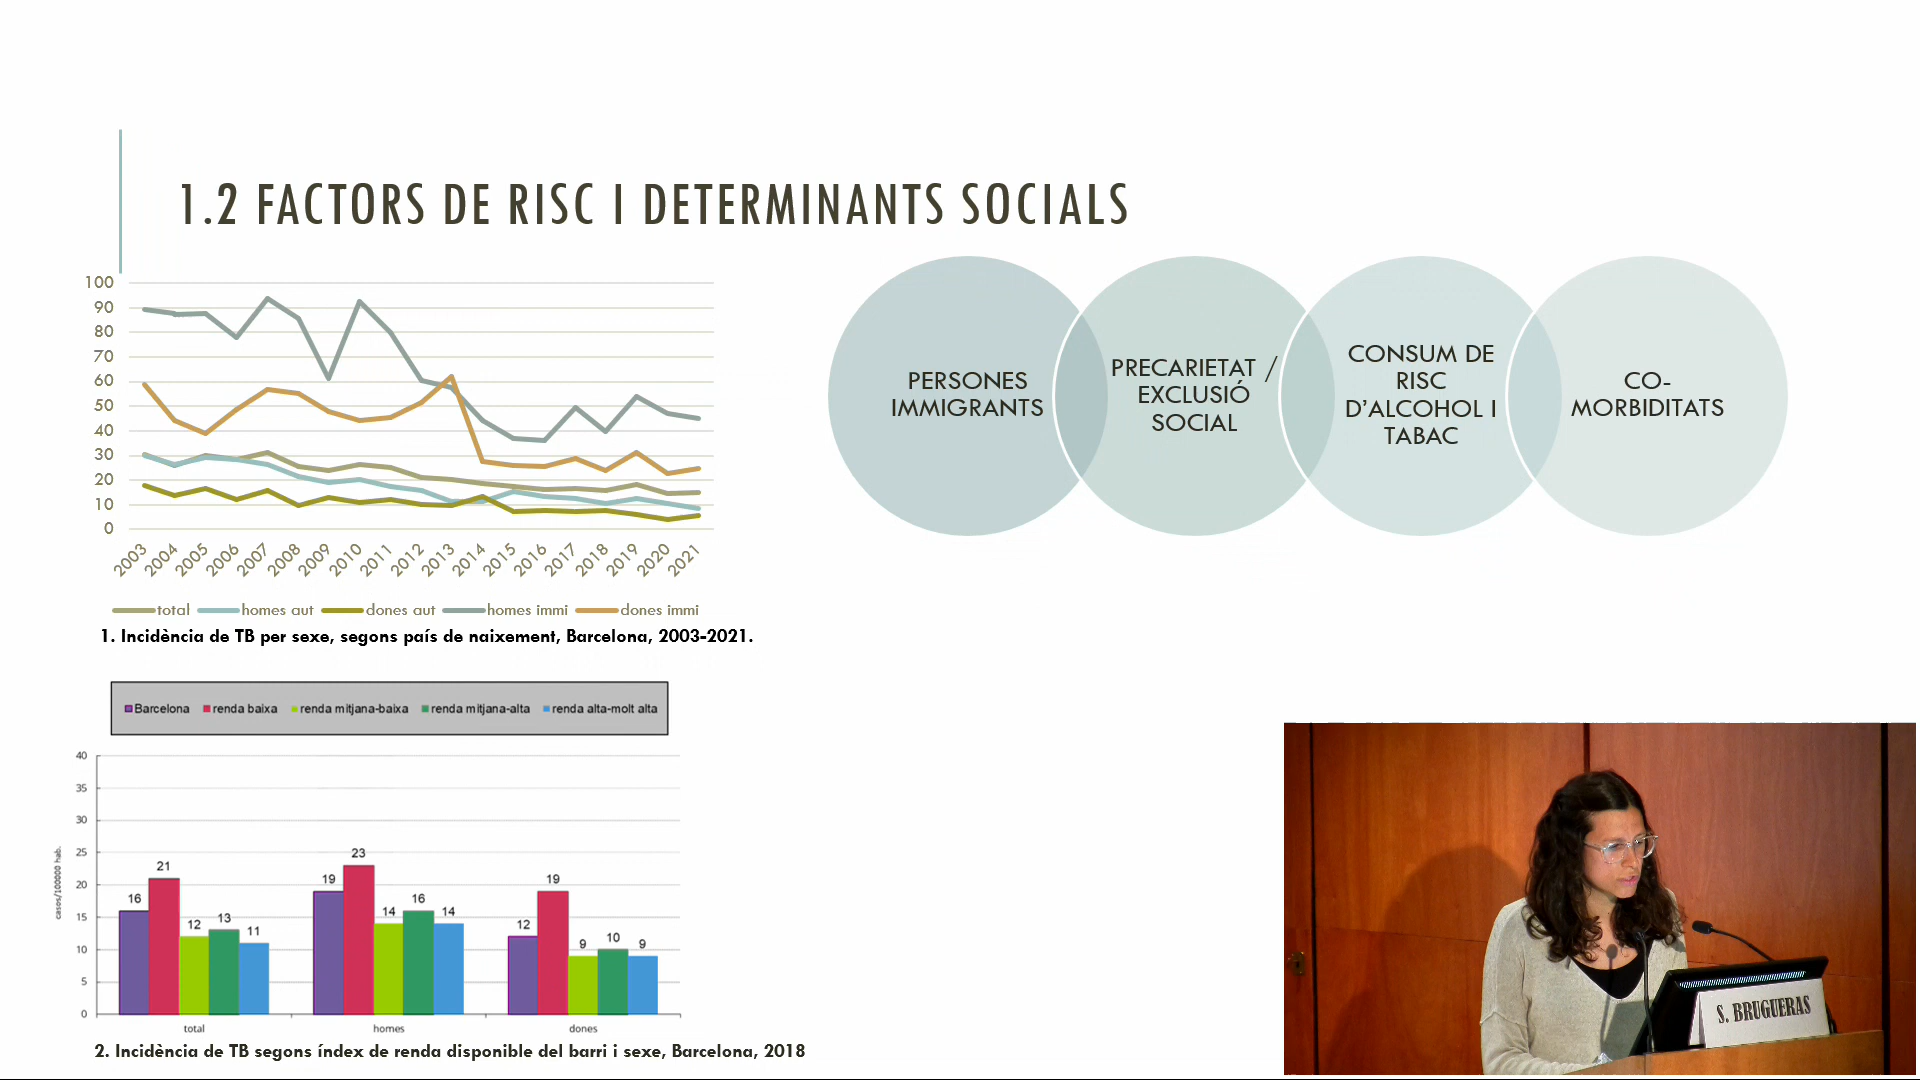 1.2 FACTORS DE RISC I DETERMINANTS SOCIALS
100
90
80
70
60
50
40
30
20
10
0
2003 2004 2005 2006 2007 2008 2009 2010 2011 2012 2013 2014 2015 2016 2017 2018 2019 2020 2021
total homes aut dones aut homes immi dones immi
1. Incidència de TB per sexe, segons país de naixement, Barcelona, 2003-2021.
PERSONES
IMMIGRANTS
PRECARIETAT /
EXCLUSIÓ
SOCIAL
CONSUM DE
RISC
D'ALCOHOL I
TABAC
CO-
MORBIDITATS
Barcelona renda baixa renda mitjana-baixa renda mitjana-alta renda alta-molt alta
casos/100000 hab.
40
35
30
25
20
15
10
5
0
16 21 12 13 11
19 23 14 16 14
12 19 9 10 9
total homes dones
2. Incidència de TB segons índex de renda disponible del barri i sexe, Barcelona, 2018
S. BRUGUERAS